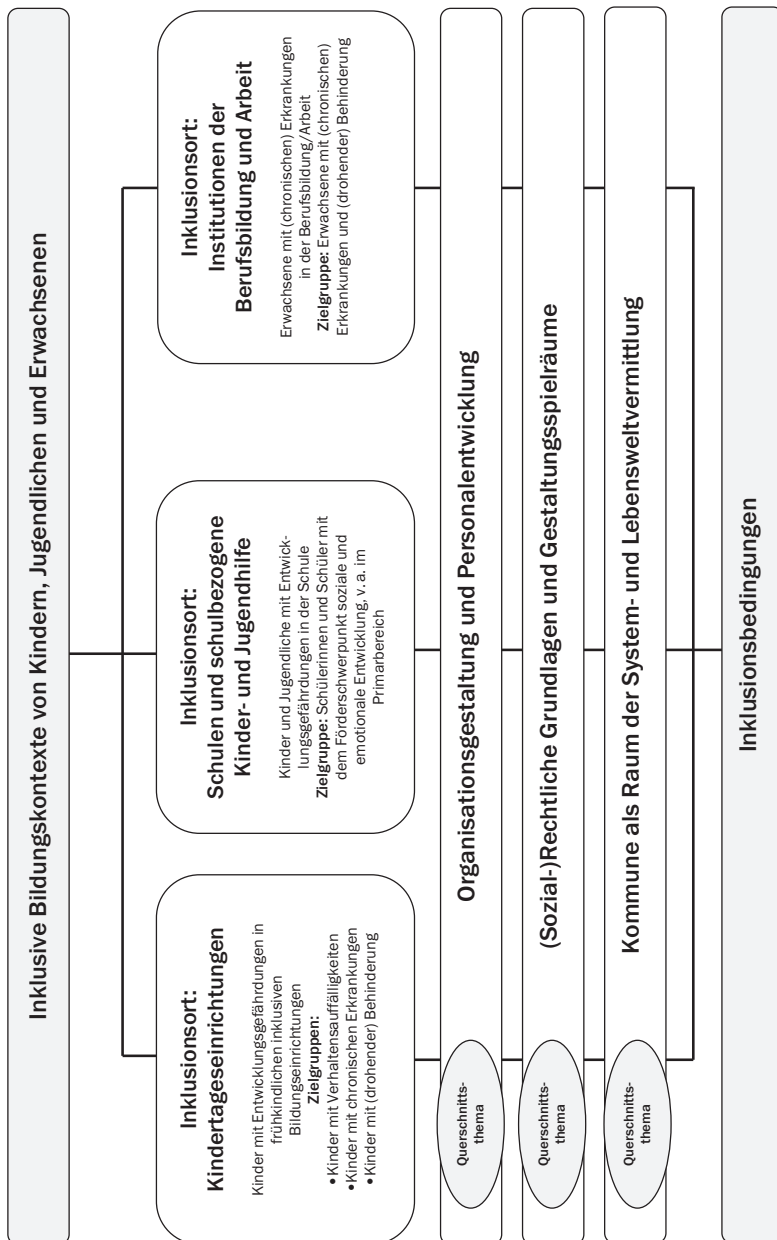 Inklusive Bildungskontexte von Kindern, Jugendlichen und Erwachsenen
Inklusionsort:
Kindertageseinrichtungen
Kinder mit Entwicklungsgefährdungen in
frühkindlichen inklusiven
Bildungseinrichtungen
Zielgruppen:
•Kinder mit Verhaltensauffälligkeiten
•Kinder mit chronischen Erkrankungen
•Kinder mit (drohender) Behinderung
Inklusionsort:
Schulen und schulbezogene
Kinder- und Jugendhilfe
Kinder und Jugendliche mit Entwick-
lungsgefährdungen in der Schule
Zielgruppe: Schülerinnen und Schüler mit
dem Förderschwerpunkt soziale und
emotionale Entwicklung, v. a. im
Primarbereich
Inklusionsort:
Institutionen der
Berufsbildung und Arbeit
Erwachsene mit (chronischen) Erkrankungen
in der Berufsbildung/Arbeit
Zielgruppe: Erwachsene mit (chronischen)
Erkrankungen und (drohender) Behinderung
Querschnitts-
thema
Organisationsgestaltung und Personalentwicklung
Querschnitts-
thema
(Sozial-)Rechtliche Grundlagen und Gestaltungsspielräume
Querschnitts-
thema
Kommune als Raum der System- und Lebensweltvermittlung
Inklusionsbedingungen